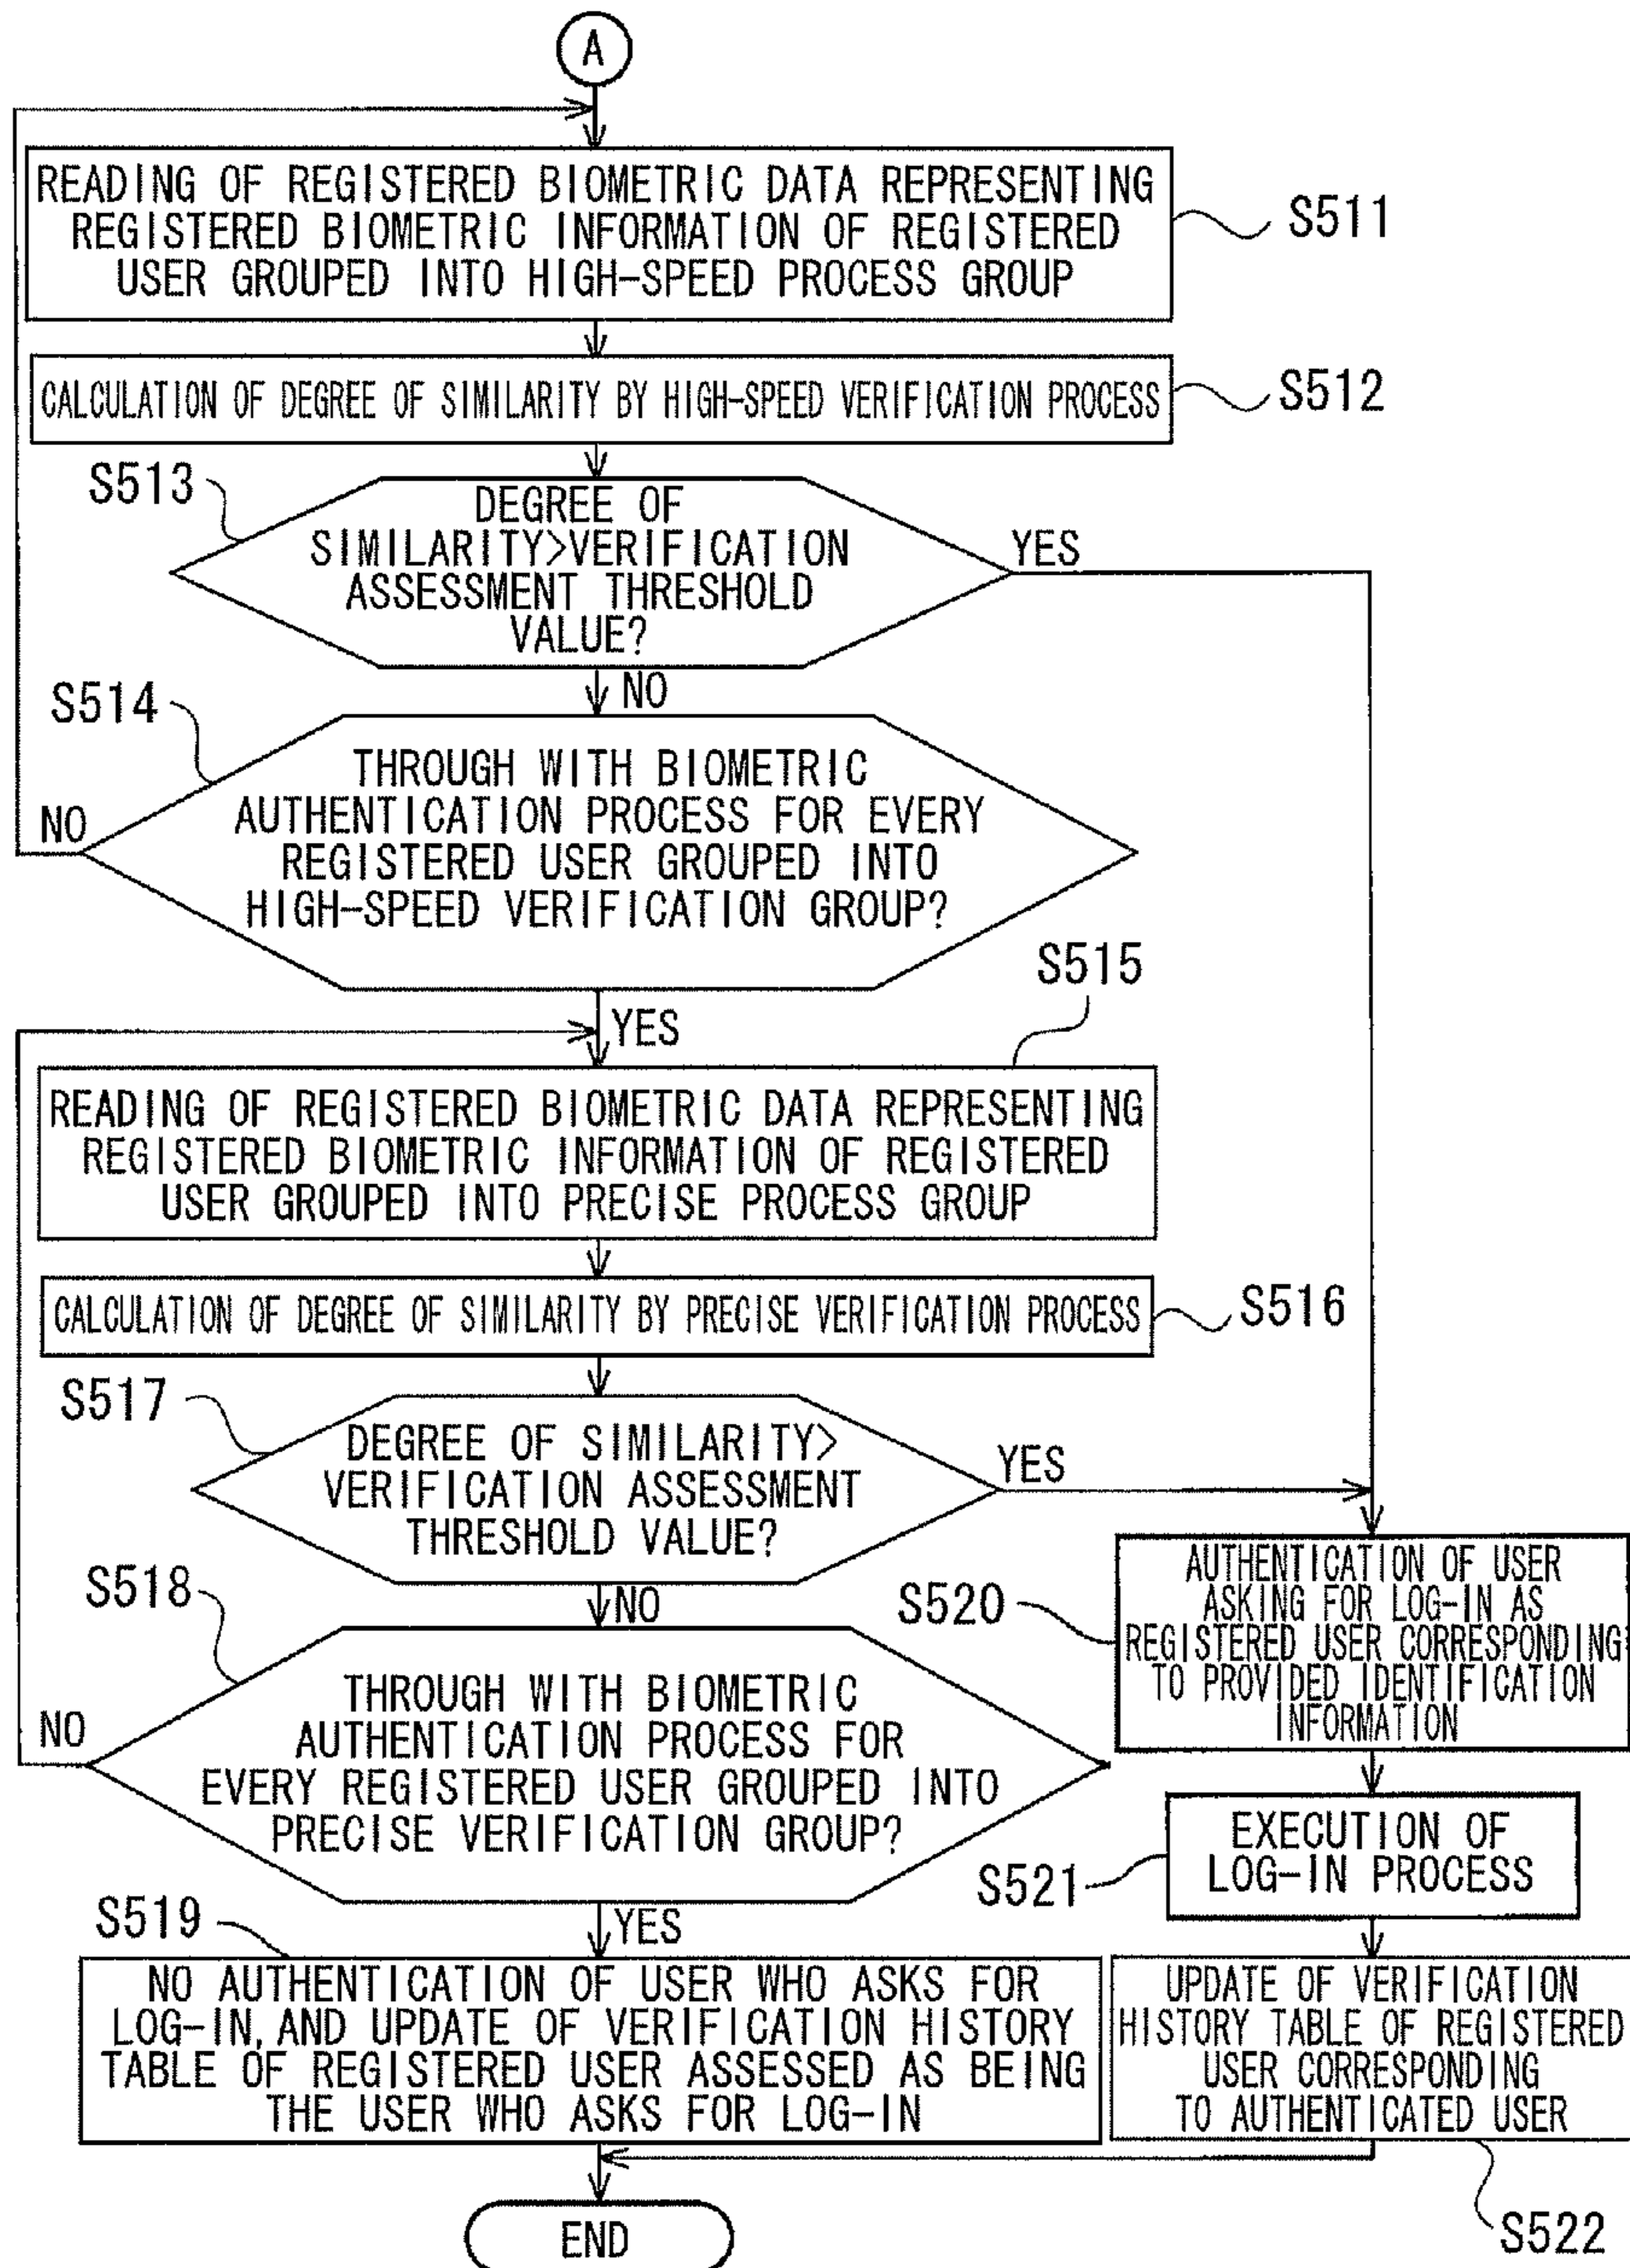 A
READING OF REGISTERED BIOMETRIC DATA REPRESENTING
REGISTERED BIOMETRIC INFORMATION OF REGISTERED
USER GROUPED INTO HIGH-SPEED PROCESS GROUP
S511
CALCULATION OF DEGREE OF SIMILARITY BY HIGH-SPEED VERIFICATION PROCESS
S512
S513
DEGREE OF
SIMILARITY>VERIFICATION
ASSESSMENT THRESHOLD
VALUE?
YES
NO
S514
THROUGH WITH BIOMETRIC
AUTHENTICATION PROCESS FOR EVERY
REGISTERED USER GROUPED INTO
HIGH-SPEED VERIFICATION GROUP?
NO
YES
S515
READING OF REGISTERED BIOMETRIC DATA REPRESENTING
REGISTERED BIOMETRIC INFORMATION OF REGISTERED
USER GROUPED INTO PRECISE PROCESS GROUP
CALCULATION OF DEGREE OF SIMILARITY BY PRECISE VERIFICATION PROCESS
S516
S517
DEGREE OF SIMILARITY>
VERIFICATION ASSESSMENT
THRESHOLD VALUE?
YES
NO
S518
THROUGH WITH BIOMETRIC
AUTHENTICATION PROCESS FOR
EVERY REGISTERED USER GROUPED INTO
PRECISE VERIFICATION GROUP?
NO
YES
S519
NO AUTHENTICATION OF USER WHO ASKS FOR
LOG-IN, AND UPDATE OF VERIFICATION HISTORY
TABLE OF REGISTERED USER ASSESSED AS BEING
THE USER WHO ASKS FOR LOG-IN
S520
AUTHENTICATION OF USER
ASKING FOR LOG-IN AS
REGISTERED USER CORRESPONDING
TO PROVIDED IDENTIFICATION
INFORMATION
S521
EXECUTION OF
LOG-IN PROCESS
UPDATE OF VERIFICATION
HISTORY TABLE OF REGISTERED
USER CORRESPONDING
TO AUTHENTICATED USER
S522
END